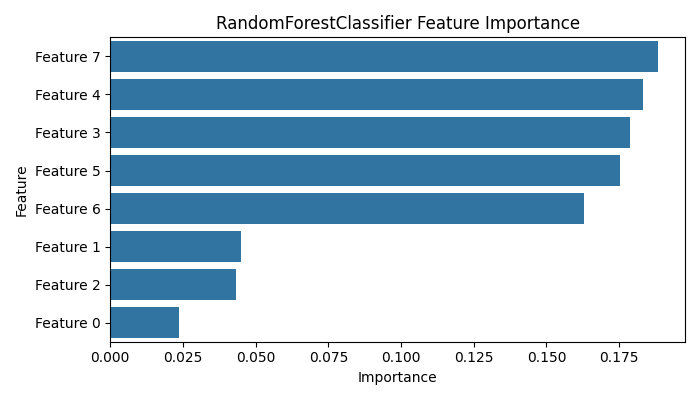 RandomForestClassifier Feature Importance
Feature 7
Feature 4
Feature 3
Feature 5
Feature 6
Feature 1
Feature 2
Feature 0
Feature
0.000 0.025 0.050 0.075 0.100 0.125 0.150 0.175
Importance